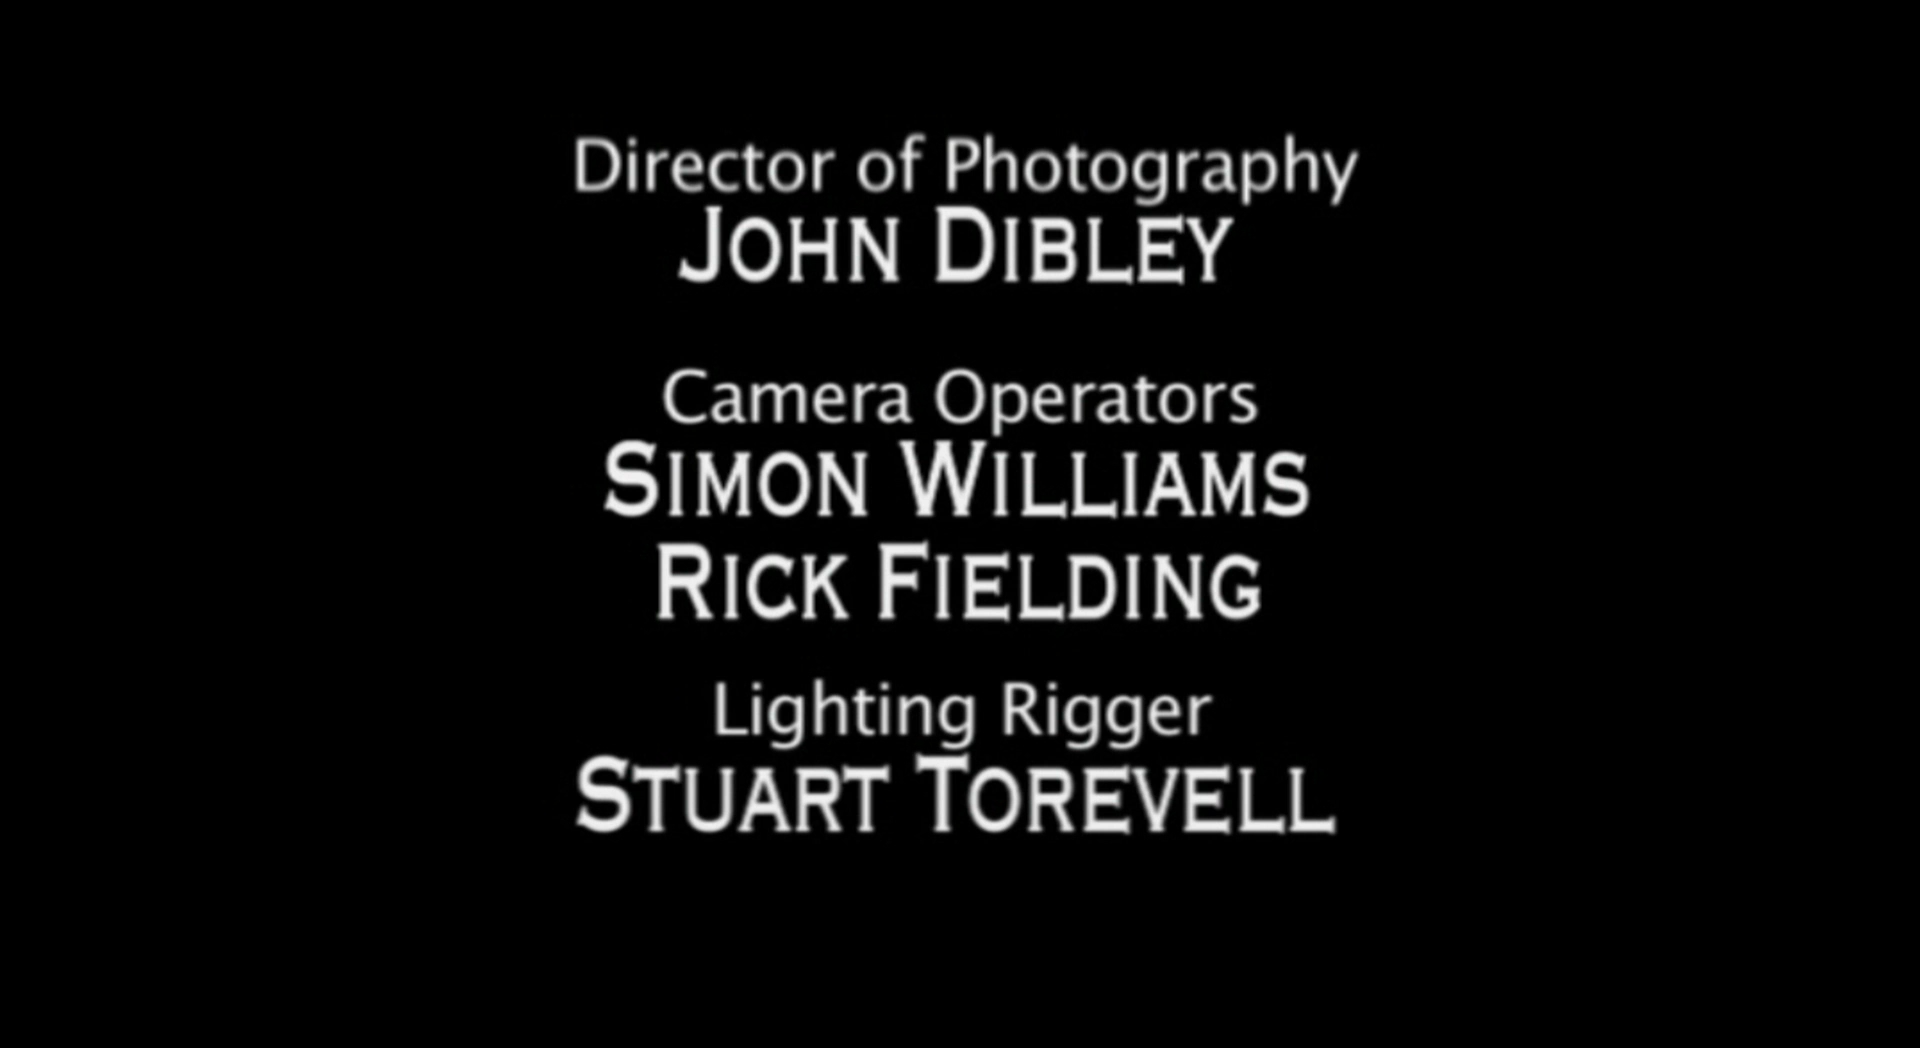 Director of Photography
JOHN DIBLEY
Camera Operators
SIMON WILLIAMS
RICK FIELDING
Lighting Rigger
STUART TOREVELL